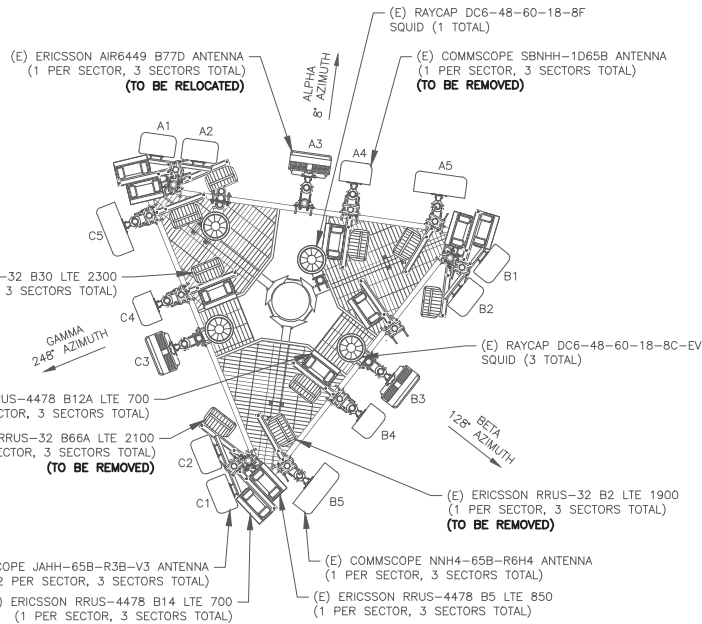 (E) RAYCAP DC6-48-60-18-8F
SQUID (1 TOTAL)
(E) ERICSSON AIR6449 B77D ANTENNA
(1 PER SECTOR, 3 SECTORS TOTAL)
(TO BE RELOCATED)
(E) COMMSCOPE SBNHH-1D65B ANTENNA
(1 PER SECTOR, 3 SECTORS TOTAL)
(TO BE REMOVED)
ALPHA
8° AZIMUTH
A1
A2
A3
A4
A5
C5
B1
B2
-32 B30 LTE 2300
3 SECTORS TOTAL)
C4
GAMMA
248° AZIMUTH
C3
(E) RAYCAP DC6-48-60-18-8C-EV
SQUID (3 TOTAL)
B3
RUS-4478 B12A LTE 700
CTOR, 3 SECTORS TOTAL)
B4
BETA
128° AZIMUTH
RRUS-32 B66A LTE 2100
ECTOR, 3 SECTORS TOTAL)
(TO BE REMOVED)
C2
C1
B5
(E) ERICSSON RRUS-32 B2 LTE 1900
(1 PER SECTOR, 3 SECTORS TOTAL)
(TO BE REMOVED)
COPE JAHH-65B-R3B-V3 ANTENNA
2 PER SECTOR, 3 SECTORS TOTAL)
(E) COMMSCOPE NNH4-65B-R6H4 ANTENNA
(1 PER SECTOR, 3 SECTORS TOTAL)
) ERICSSON RRUS-4478 B14 LTE 700
(1 PER SECTOR, 3 SECTORS TOTAL)
(E) ERICSSON RRUS-4478 B5 LTE 850
(1 PER SECTOR, 3 SECTORS TOTAL)